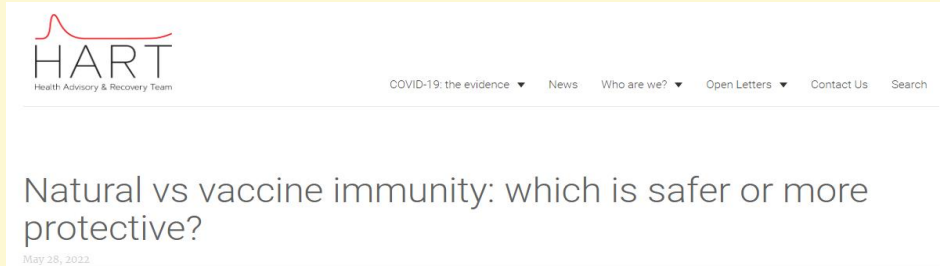 HART
Health Advisory & Recovery Team
COVID-19: the evidence ▼ News Who are we? ▼ Open Letters ▼ Contact Us Search
Natural vs vaccine immunity: which is safer or more
protective?
May 28, 2022